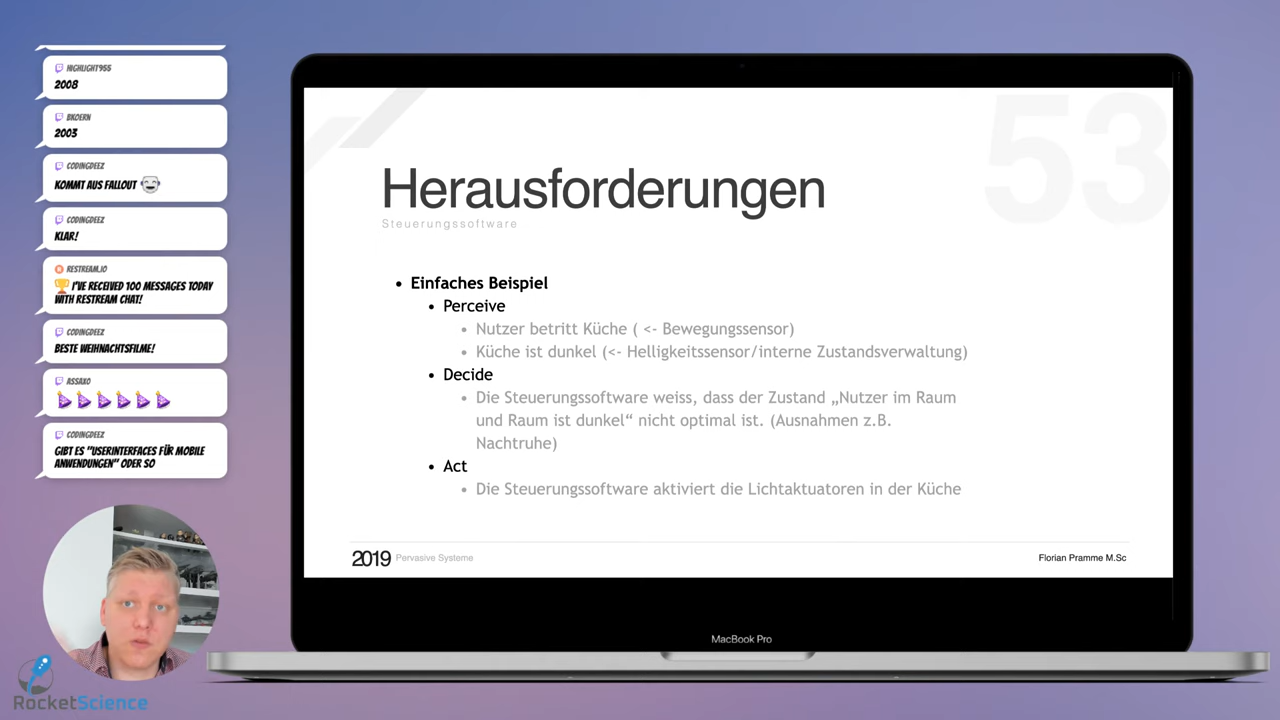 HIGHLIGHT955
2008
BKOERN
2003
CODINGDEEZ
KOMMT AUS FALLOUT
CODINGDEEZ
KLAR!
RESTREAM.IO
I'VE RECEIVED 100 MESSAGES TODAY
WITH RESTREAM CHAT!
CODINGDEEZ
BESTE WEIHNACHTSFILME!
ASSAXO
CODINGDEEZ
GIBT ES "USERINTERFACES FÜR MOBILE
ANWENDUNGEN" ODER SO
RocketScience
53
Herausforderungen
Steuerungssoftware
• Einfaches Beispiel
• Perceive
• Nutzer betritt Küche ( <- Bewegungssensor)
• Küche ist dunkel (<- Helligkeitssensor/interne Zustandsverwaltung)
• Decide
• Die Steuerungssoftware weiss, dass der Zustand „Nutzer im Raum
und Raum ist dunkel“ nicht optimal ist. (Ausnahmen z.B.
Nachtruhe)
• Act
• Die Steuerungssoftware aktiviert die Lichtaktuatoren in der Küche
2019 Pervasive Systeme
Florian Pramme M.Sc
MacBook Pro